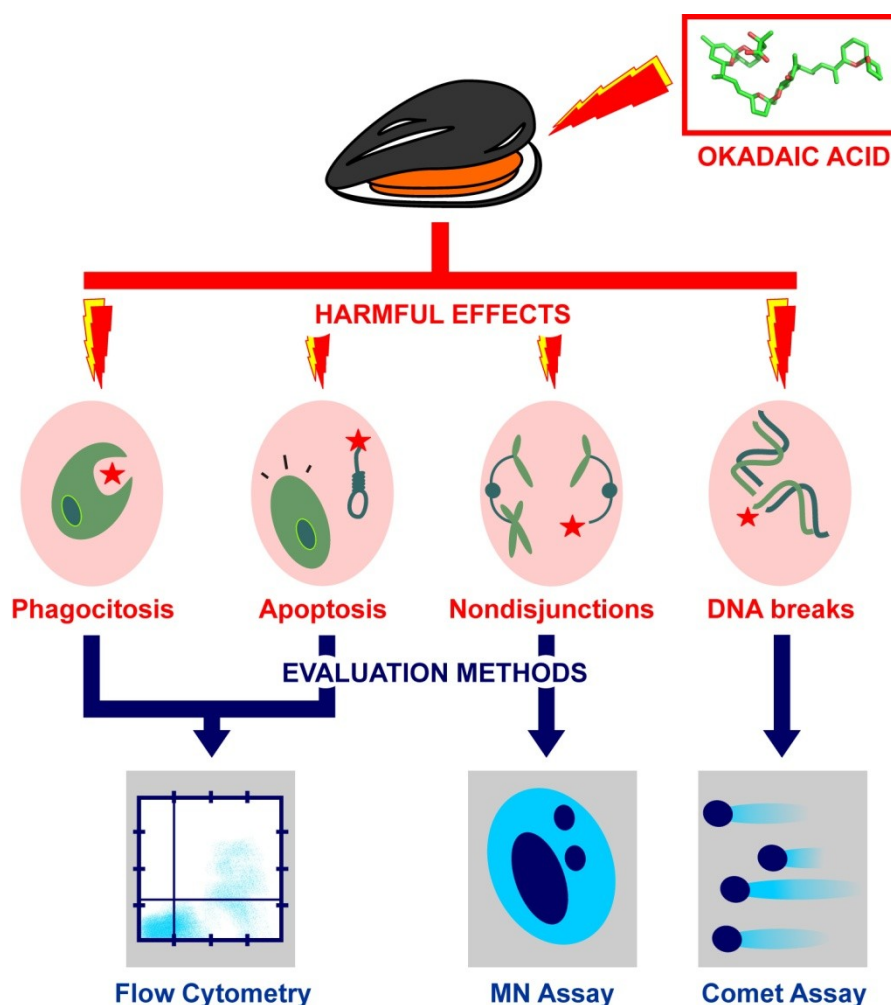 OKADAIC ACID
HARMFUL EFFECTS
Phagocitosis
Apoptosis
Nondisjunctions
DNA breaks
EVALUATION METHODS
Flow Cytometry
MN Assay
Comet Assay